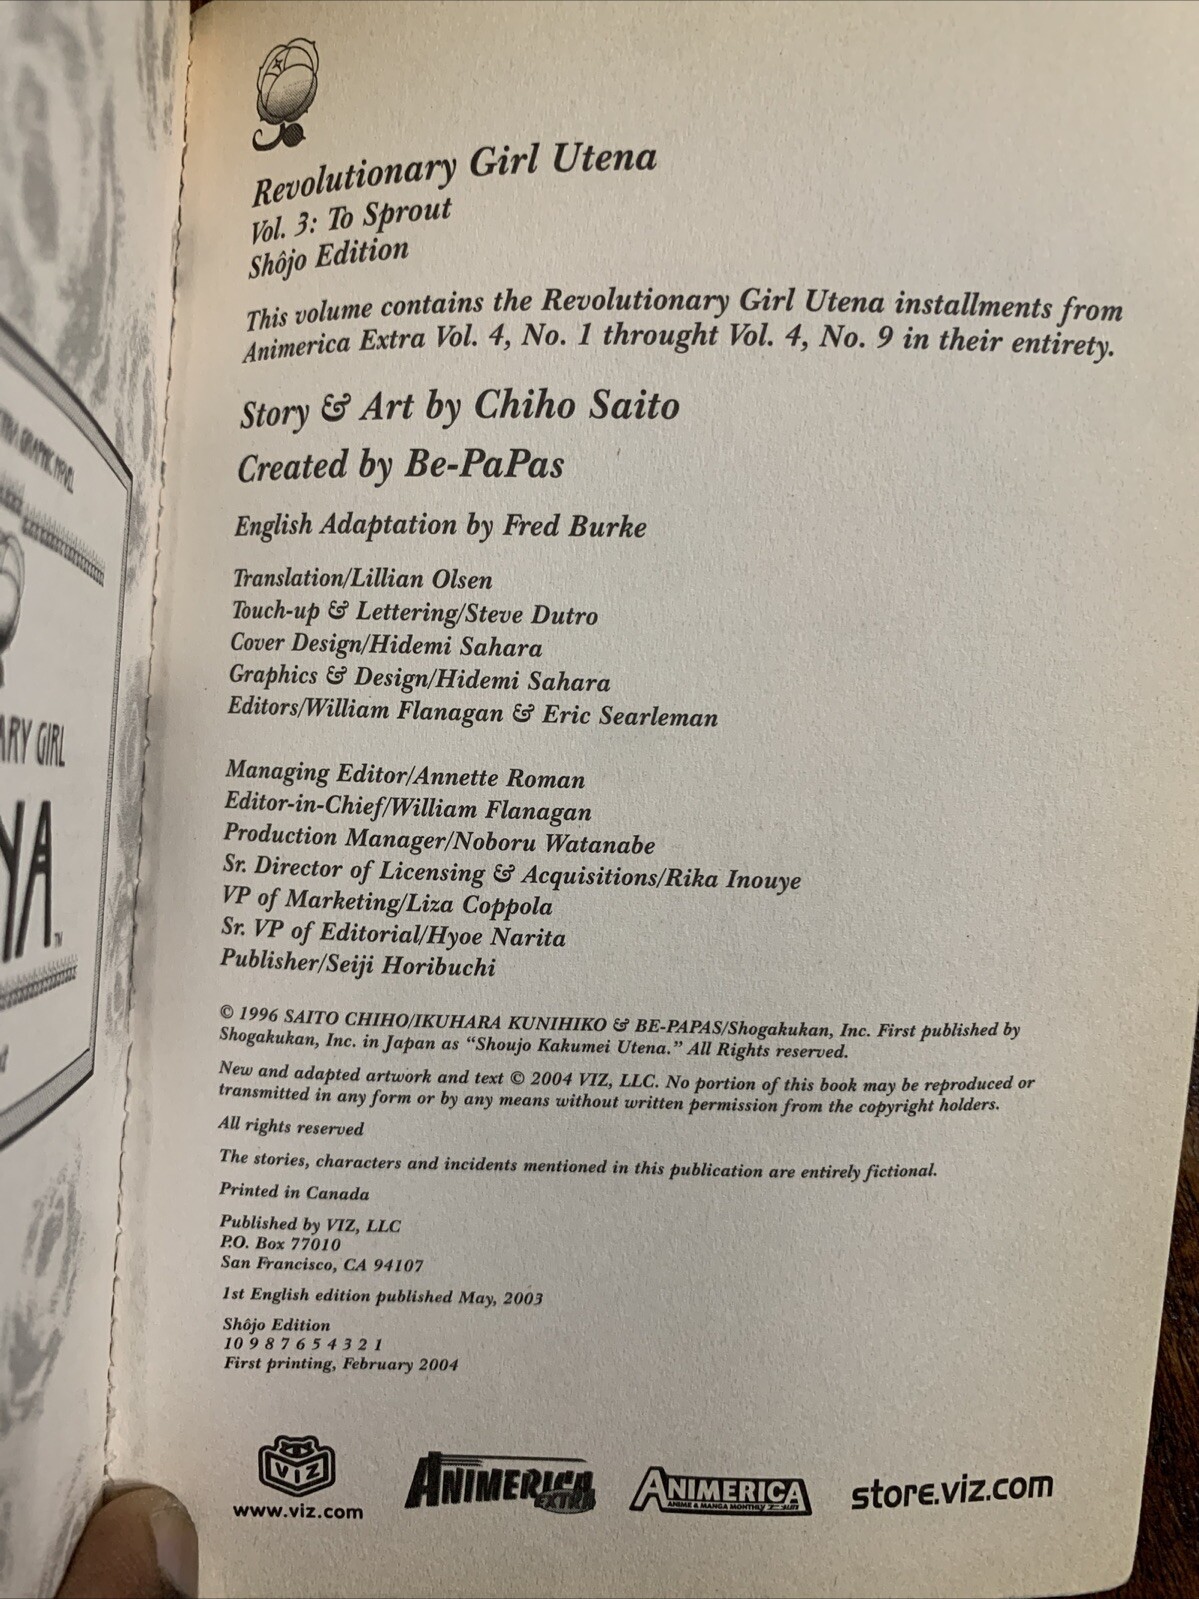 Revolutionary Girl Utena
Vol. 3: To Sprout
Shôjo Edition
This volume contains the Revolutionary Girl Utena installments from
Animerica Extra Vol. 4, No. 1 throught Vol. 4, No. 9 in their entirety.
Story & Art by Chiho Saito
Created by Be-PaPas
English Adaptation by Fred Burke
Translation/Lillian Olsen
Touch-up & Lettering/Steve Dutro
Cover Design/Hidemi Sahara
Graphics & Design/Hidemi Sahara
Editors/William Flanagan & Eric Searleman
Managing Editor/Annette Roman
Editor-in-Chief/William Flanagan
Production Manager/Noboru Watanabe
Sr. Director of Licensing & Acquisitions/Rika Inouye
VP of Marketing/Liza Coppola
Sr. VP of Editorial/Hyoe Narita
Publisher/Seiji Horibuchi
© 1996 SAITO CHIHO/IKUHARA KUNIHIKO & BE-PAPAS/Shogakukan, Inc. First published by
Shogakukan, Inc. in Japan as “Shoujo Kakumei Utena.” All Rights reserved.
New and adapted artwork and text © 2004 VIZ, LLC. No portion of this book may be reproduced or
transmitted in any form or by any means without written permission from the copyright holders.
All rights reserved
The stories, characters and incidents mentioned in this publication are entirely fictional.
Printed in Canada
Published by VIZ, LLC
P.O. Box 77010
San Francisco, CA 94107
1st English edition published May, 2003
Shôjo Edition
10 9 8 7 6 5 4 3 2 1
First printing, February 2004
VIZ
www.viz.com
ANIMERICA
EXTRA
ANIMERICA
ANIME & MANGA MONTHLY
store.viz.com
GRAPHIC NOVEL
ARY GIRL
NA
TM